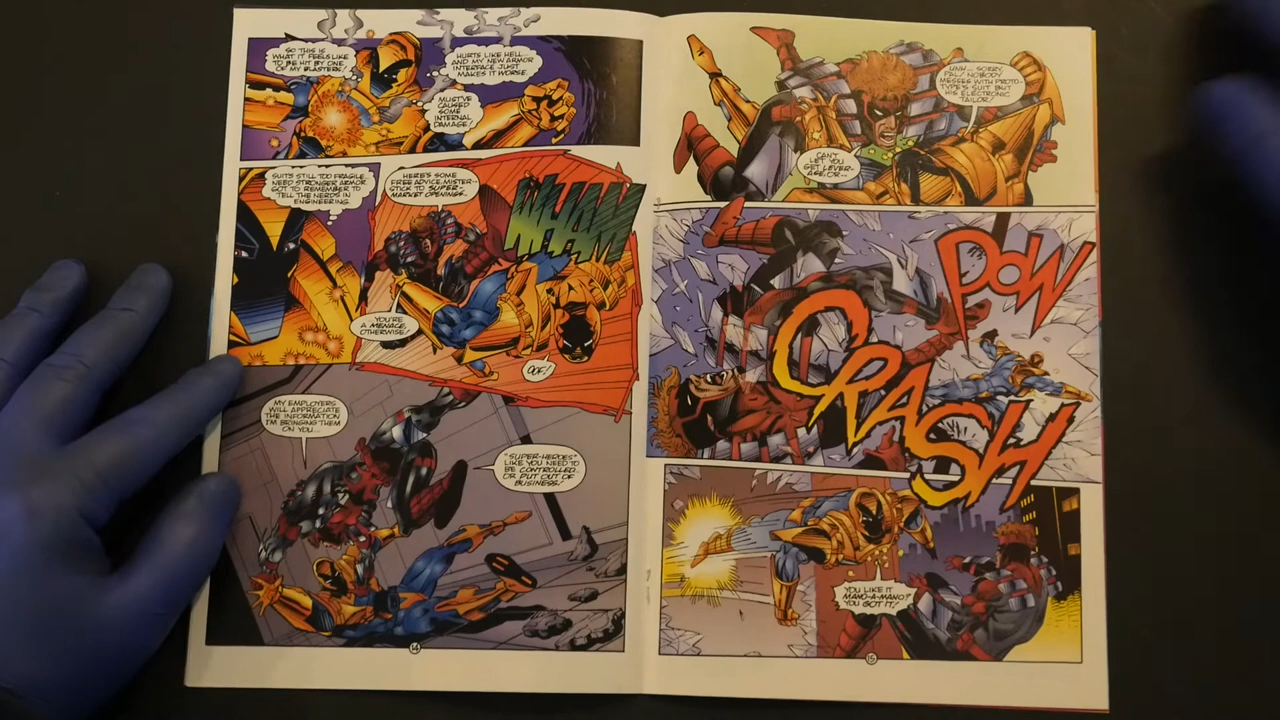 SO THIS IS
WHAT IT FEELS LIKE
TO BE HIT BY ONE
OF MY BLASTERS!
HURTS LIKE HELL...
AND MY NEW ARMOR
INTERFACE JUST
MAKES IT WORSE.
MUST'VE
CAUSED
SOME
INTERNAL
DAMAGE!
SUIT'S STILL TOO FRAGILE.
NEED STRONGER ARMOR.
GOT TO REMEMBER TO
TELL THE NERDS IN
ENGINEERING.
HERE'S SOME
FREE ADVICE, MISTER--
STICK TO SUPER-
MARKET OPENINGS.
WHAM
YOU'RE
A MENACE,
OTHERWISE!
OOF!
MY EMPLOYERS
WILL APPRECIATE
THE INFORMATION
I'M BRINGING THEM
ON YOU...
"SUPER-HEROES"
LIKE YOU NEED TO
BE CONTROLLED.
OR PUT OUT OF
BUSINESS!
14
UNH... SORRY,
PAL! NOBODY
MESSES WITH PROTO-
TYPE'S SUIT BUT
HIS ELECTRONIC
TAILOR!
CAN'T
LET YOU
GET LEVER-
AGE, OR--
POW
CRASH
YOU LIKE IT
MANO-A-MANO?
YOU GOT IT!
15